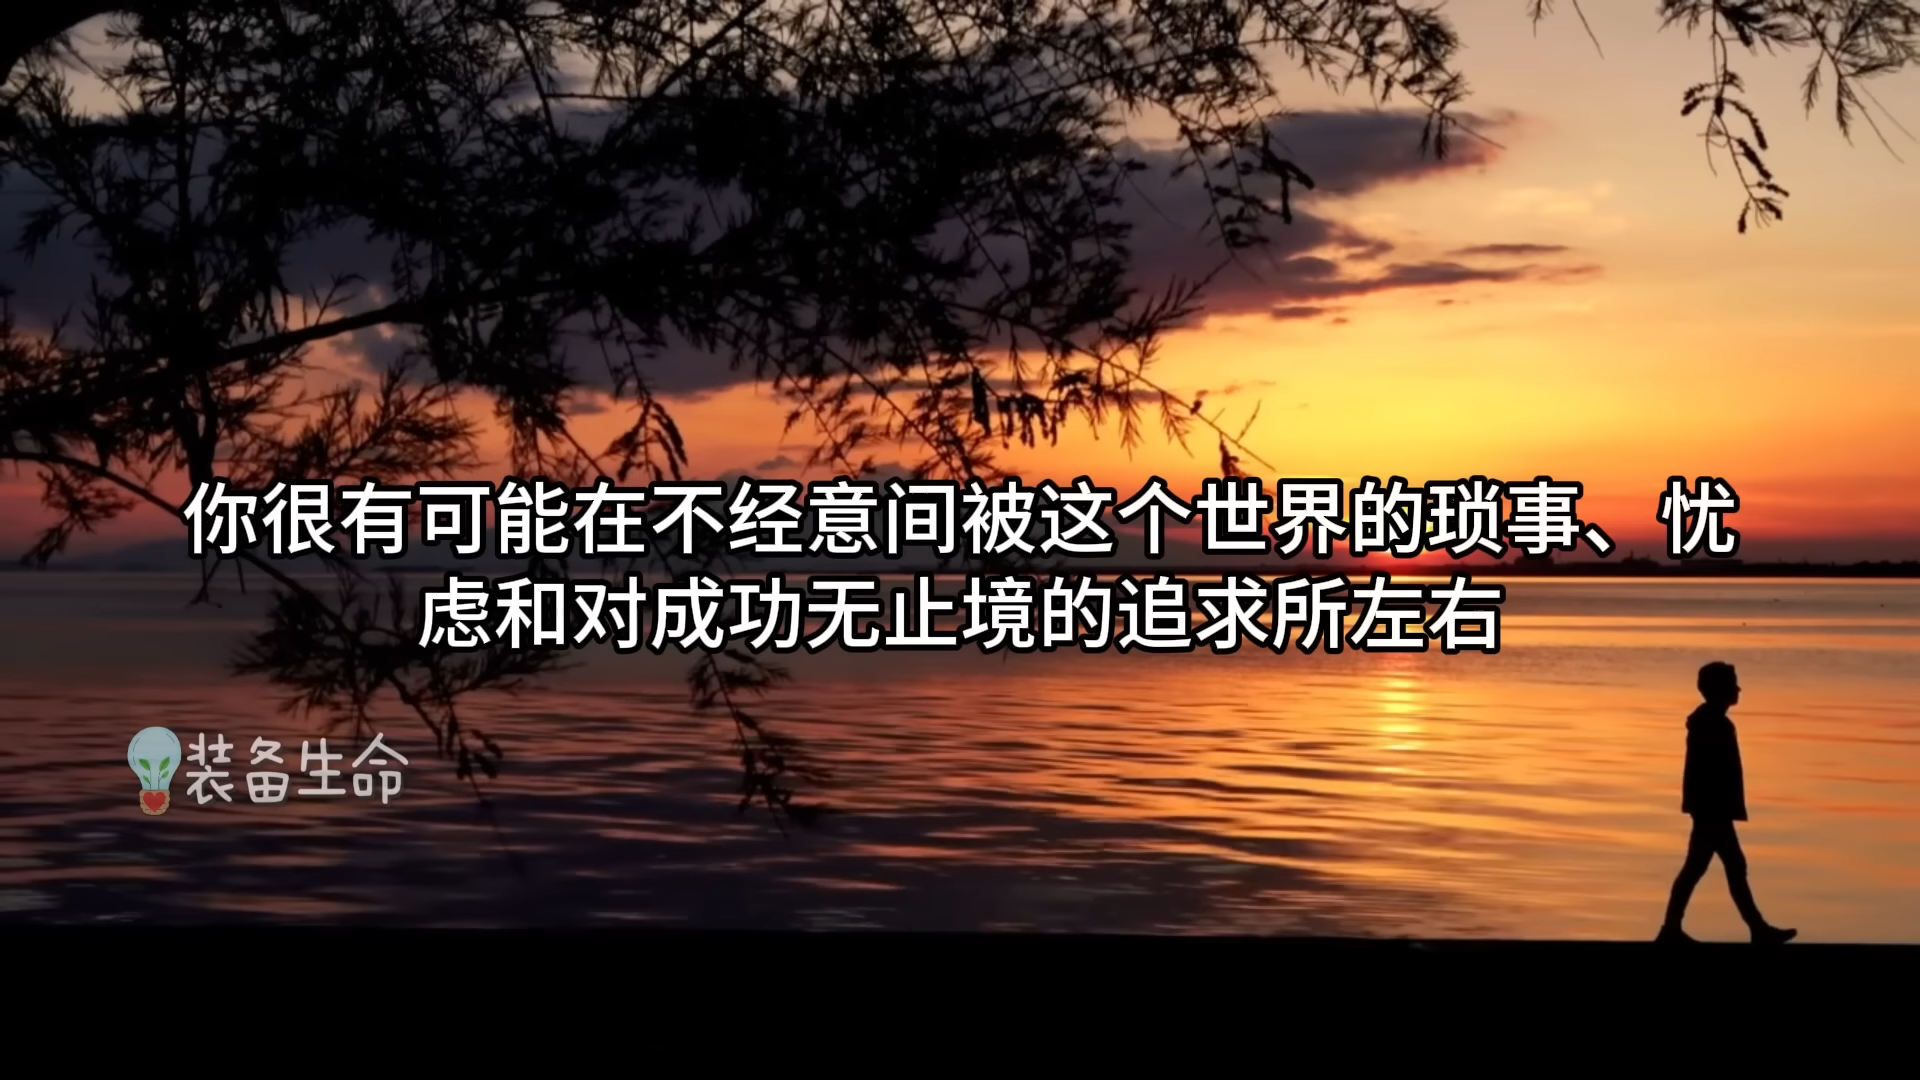 你很有可能在不经意间被这个世界的琐事、忧
虑和对成功无止境的追求所左右
装备生命